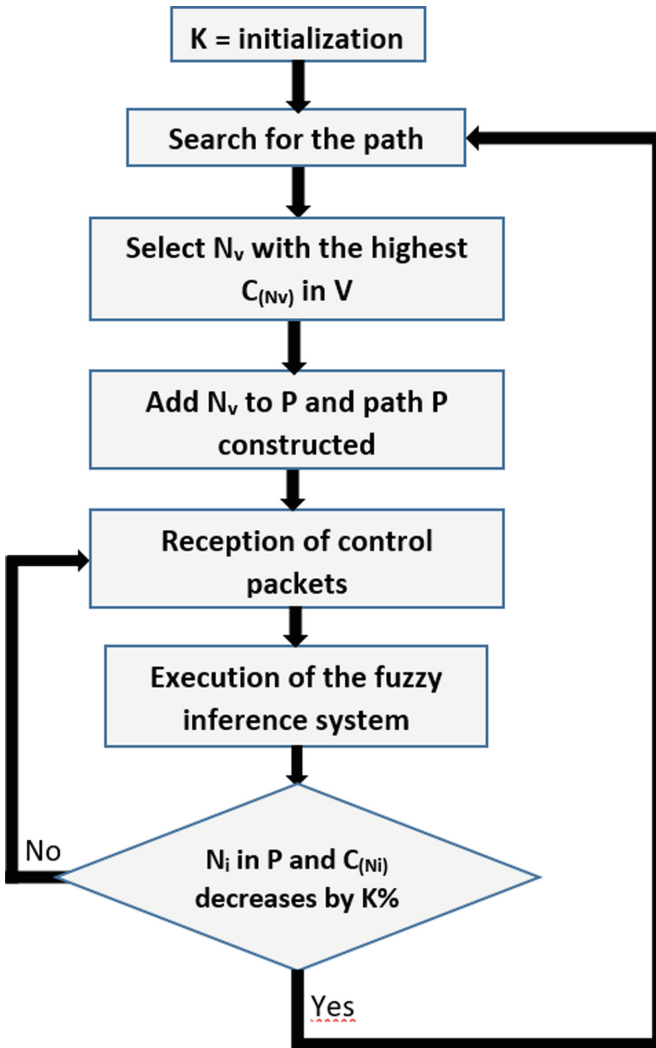 K = initialization
Search for the path
Select Nᵥ with the highest
C₍Nv₎ in V
Add Nᵥ to P and path P
constructed
Reception of control
packets
Execution of the fuzzy
inference system
No
Nᵢ in P and C₍Ni₎
decreases by K%
Yes